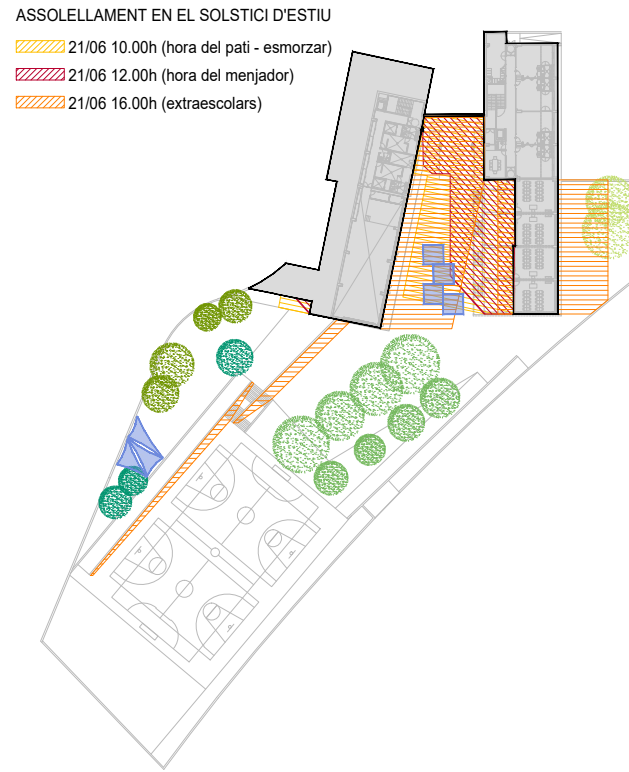 ASSOLELLAMENT EN EL SOLSTICI D'ESTIU
21/06 10.00h (hora del pati - esmorzar)
21/06 12.00h (hora del menjador)
21/06 16.00h (extraescolars)